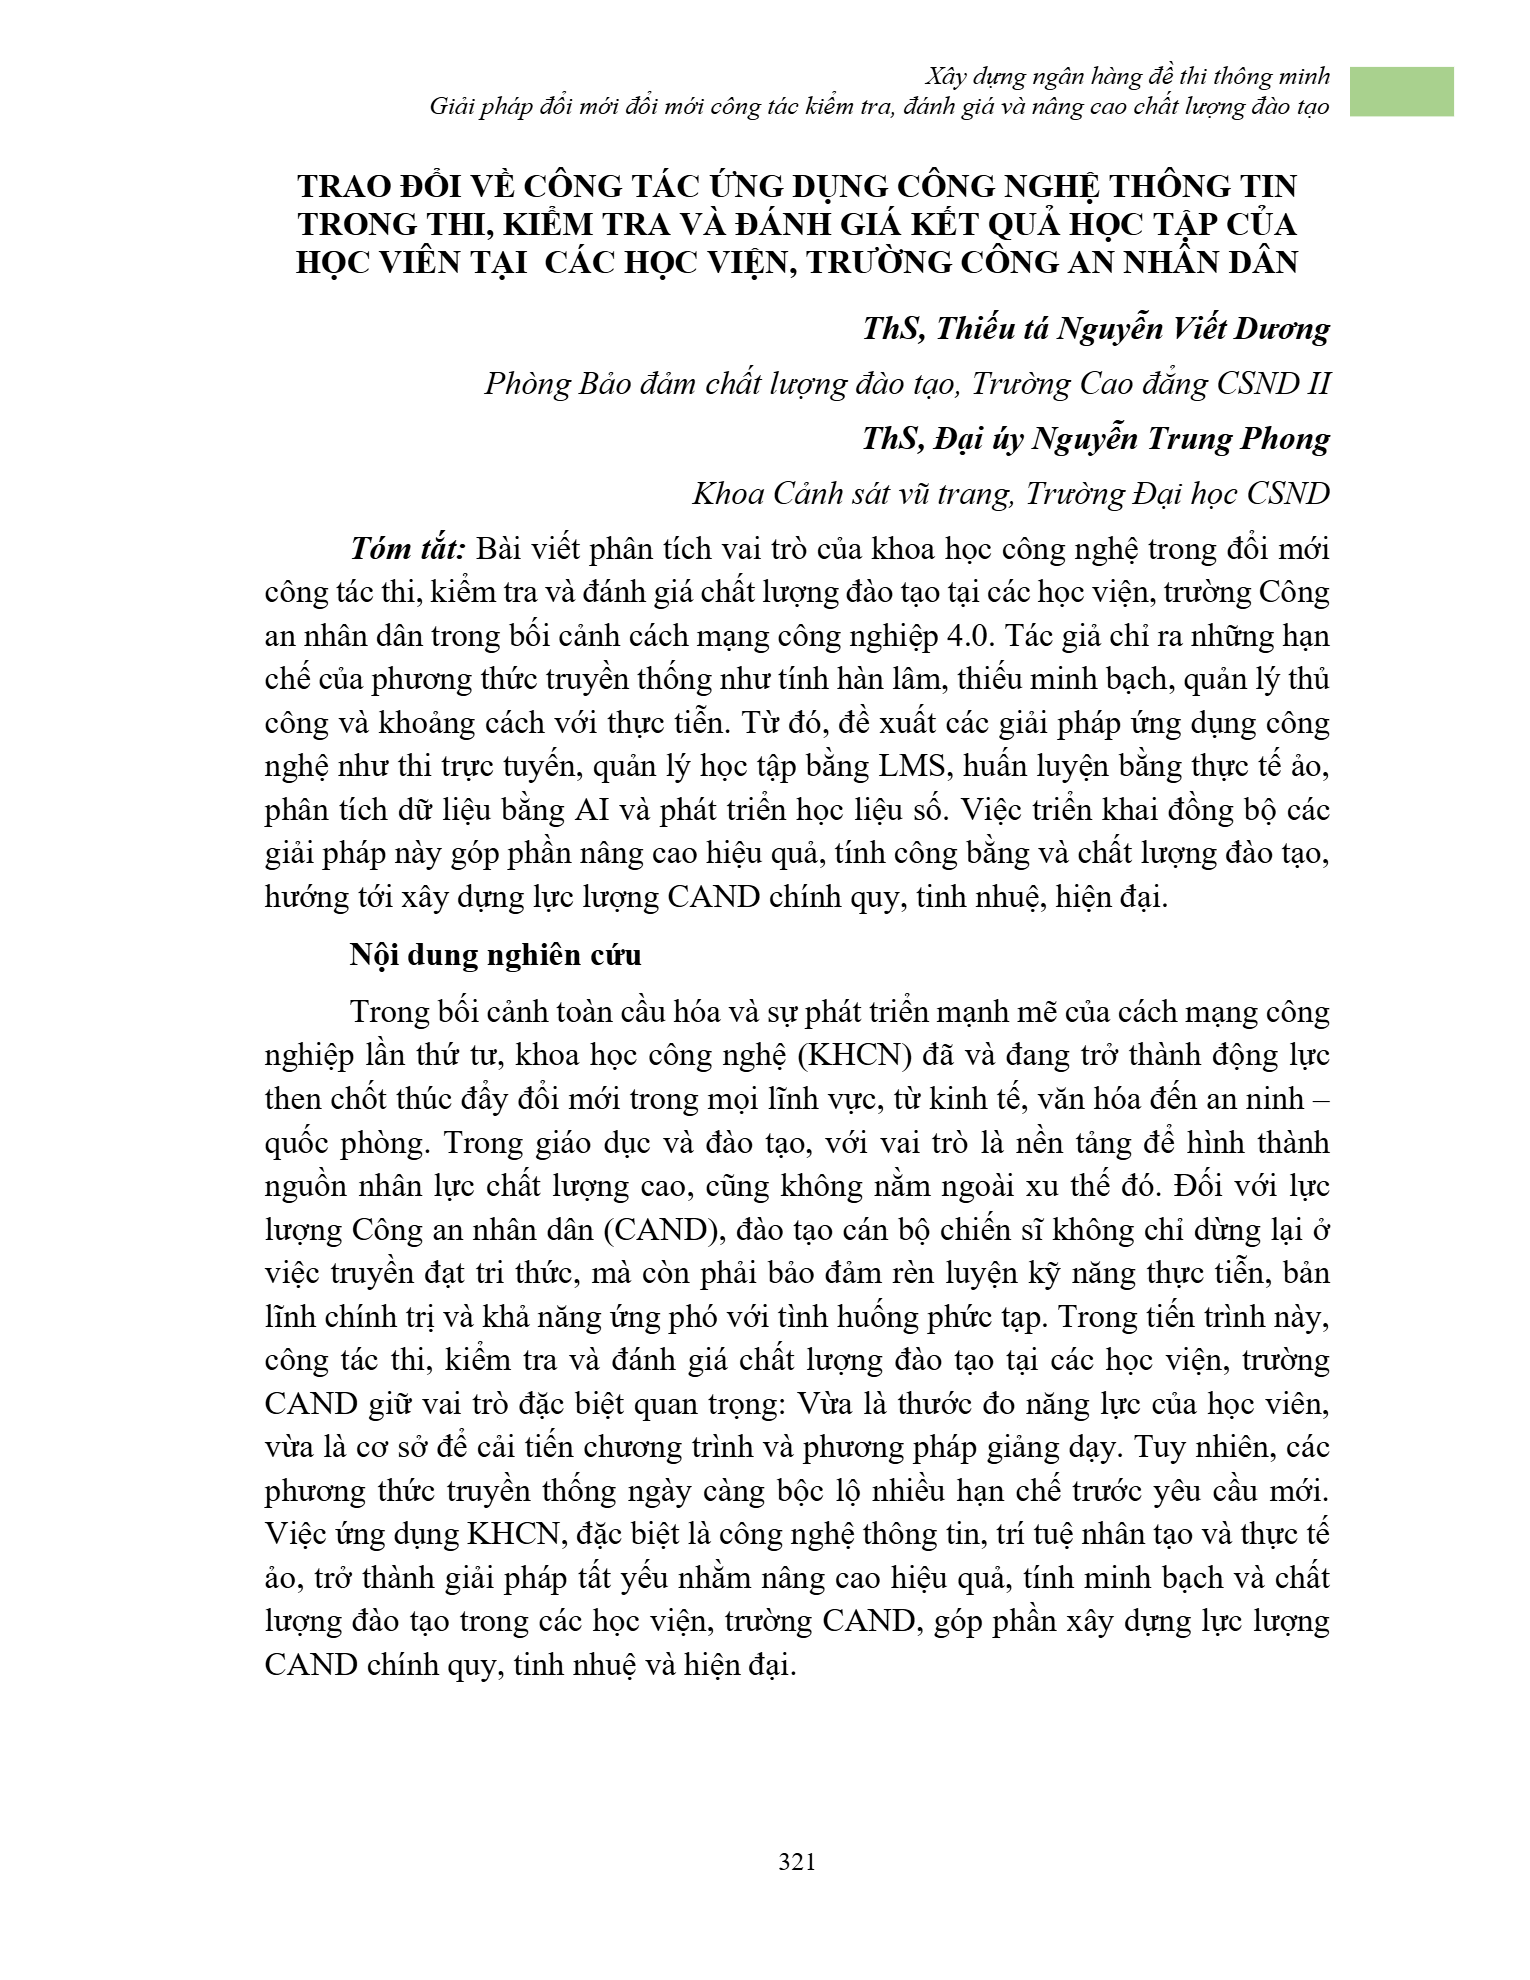 Xây dựng ngân hàng đề thi thông minh
Giải pháp đổi mới đổi mới công tác kiểm tra, đánh giá và nâng cao chất lượng đào tạo
TRAO ĐỔI VỀ CÔNG TÁC ỨNG DỤNG CÔNG NGHỆ THÔNG TIN
TRONG THI, KIỂM TRA VÀ ĐÁNH GIÁ KẾT QUẢ HỌC TẬP CỦA
HỌC VIÊN TẠI CÁC HỌC VIỆN, TRƯỜNG CÔNG AN NHÂN DÂN
ThS, Thiếu tá Nguyễn Viết Dương
Phòng Bảo đảm chất lượng đào tạo, Trường Cao đẳng CSND II
ThS, Đại úy Nguyễn Trung Phong
Khoa Cảnh sát vũ trang, Trường Đại học CSND
Tóm tắt: Bài viết phân tích vai trò của khoa học công nghệ trong đổi mới
công tác thi, kiểm tra và đánh giá chất lượng đào tạo tại các học viện, trường Công
an nhân dân trong bối cảnh cách mạng công nghiệp 4.0. Tác giả chỉ ra những hạn
chế của phương thức truyền thống như tính hàn lâm, thiếu minh bạch, quản lý thủ
công và khoảng cách với thực tiễn. Từ đó, đề xuất các giải pháp ứng dụng công
nghệ như thi trực tuyến, quản lý học tập bằng LMS, huấn luyện bằng thực tế ảo,
phân tích dữ liệu bằng AI và phát triển học liệu số. Việc triển khai đồng bộ các
giải pháp này góp phần nâng cao hiệu quả, tính công bằng và chất lượng đào tạo,
hướng tới xây dựng lực lượng CAND chính quy, tinh nhuệ, hiện đại.
Nội dung nghiên cứu
Trong bối cảnh toàn cầu hóa và sự phát triển mạnh mẽ của cách mạng công
nghiệp lần thứ tư, khoa học công nghệ (KHCN) đã và đang trở thành động lực
then chốt thúc đẩy đổi mới trong mọi lĩnh vực, từ kinh tế, văn hóa đến an ninh –
quốc phòng. Trong giáo dục và đào tạo, với vai trò là nền tảng để hình thành
nguồn nhân lực chất lượng cao, cũng không nằm ngoài xu thế đó. Đối với lực
lượng Công an nhân dân (CAND), đào tạo cán bộ chiến sĩ không chỉ dừng lại ở
việc truyền đạt tri thức, mà còn phải bảo đảm rèn luyện kỹ năng thực tiễn, bản
lĩnh chính trị và khả năng ứng phó với tình huống phức tạp. Trong tiến trình này,
công tác thi, kiểm tra và đánh giá chất lượng đào tạo tại các học viện, trường
CAND giữ vai trò đặc biệt quan trọng: Vừa là thước đo năng lực của học viên,
vừa là cơ sở để cải tiến chương trình và phương pháp giảng dạy. Tuy nhiên, các
phương thức truyền thống ngày càng bộc lộ nhiều hạn chế trước yêu cầu mới.
Việc ứng dụng KHCN, đặc biệt là công nghệ thông tin, trí tuệ nhân tạo và thực tế
ảo, trở thành giải pháp tất yếu nhằm nâng cao hiệu quả, tính minh bạch và chất
lượng đào tạo trong các học viện, trường CAND, góp phần xây dựng lực lượng
CAND chính quy, tinh nhuệ và hiện đại.
321